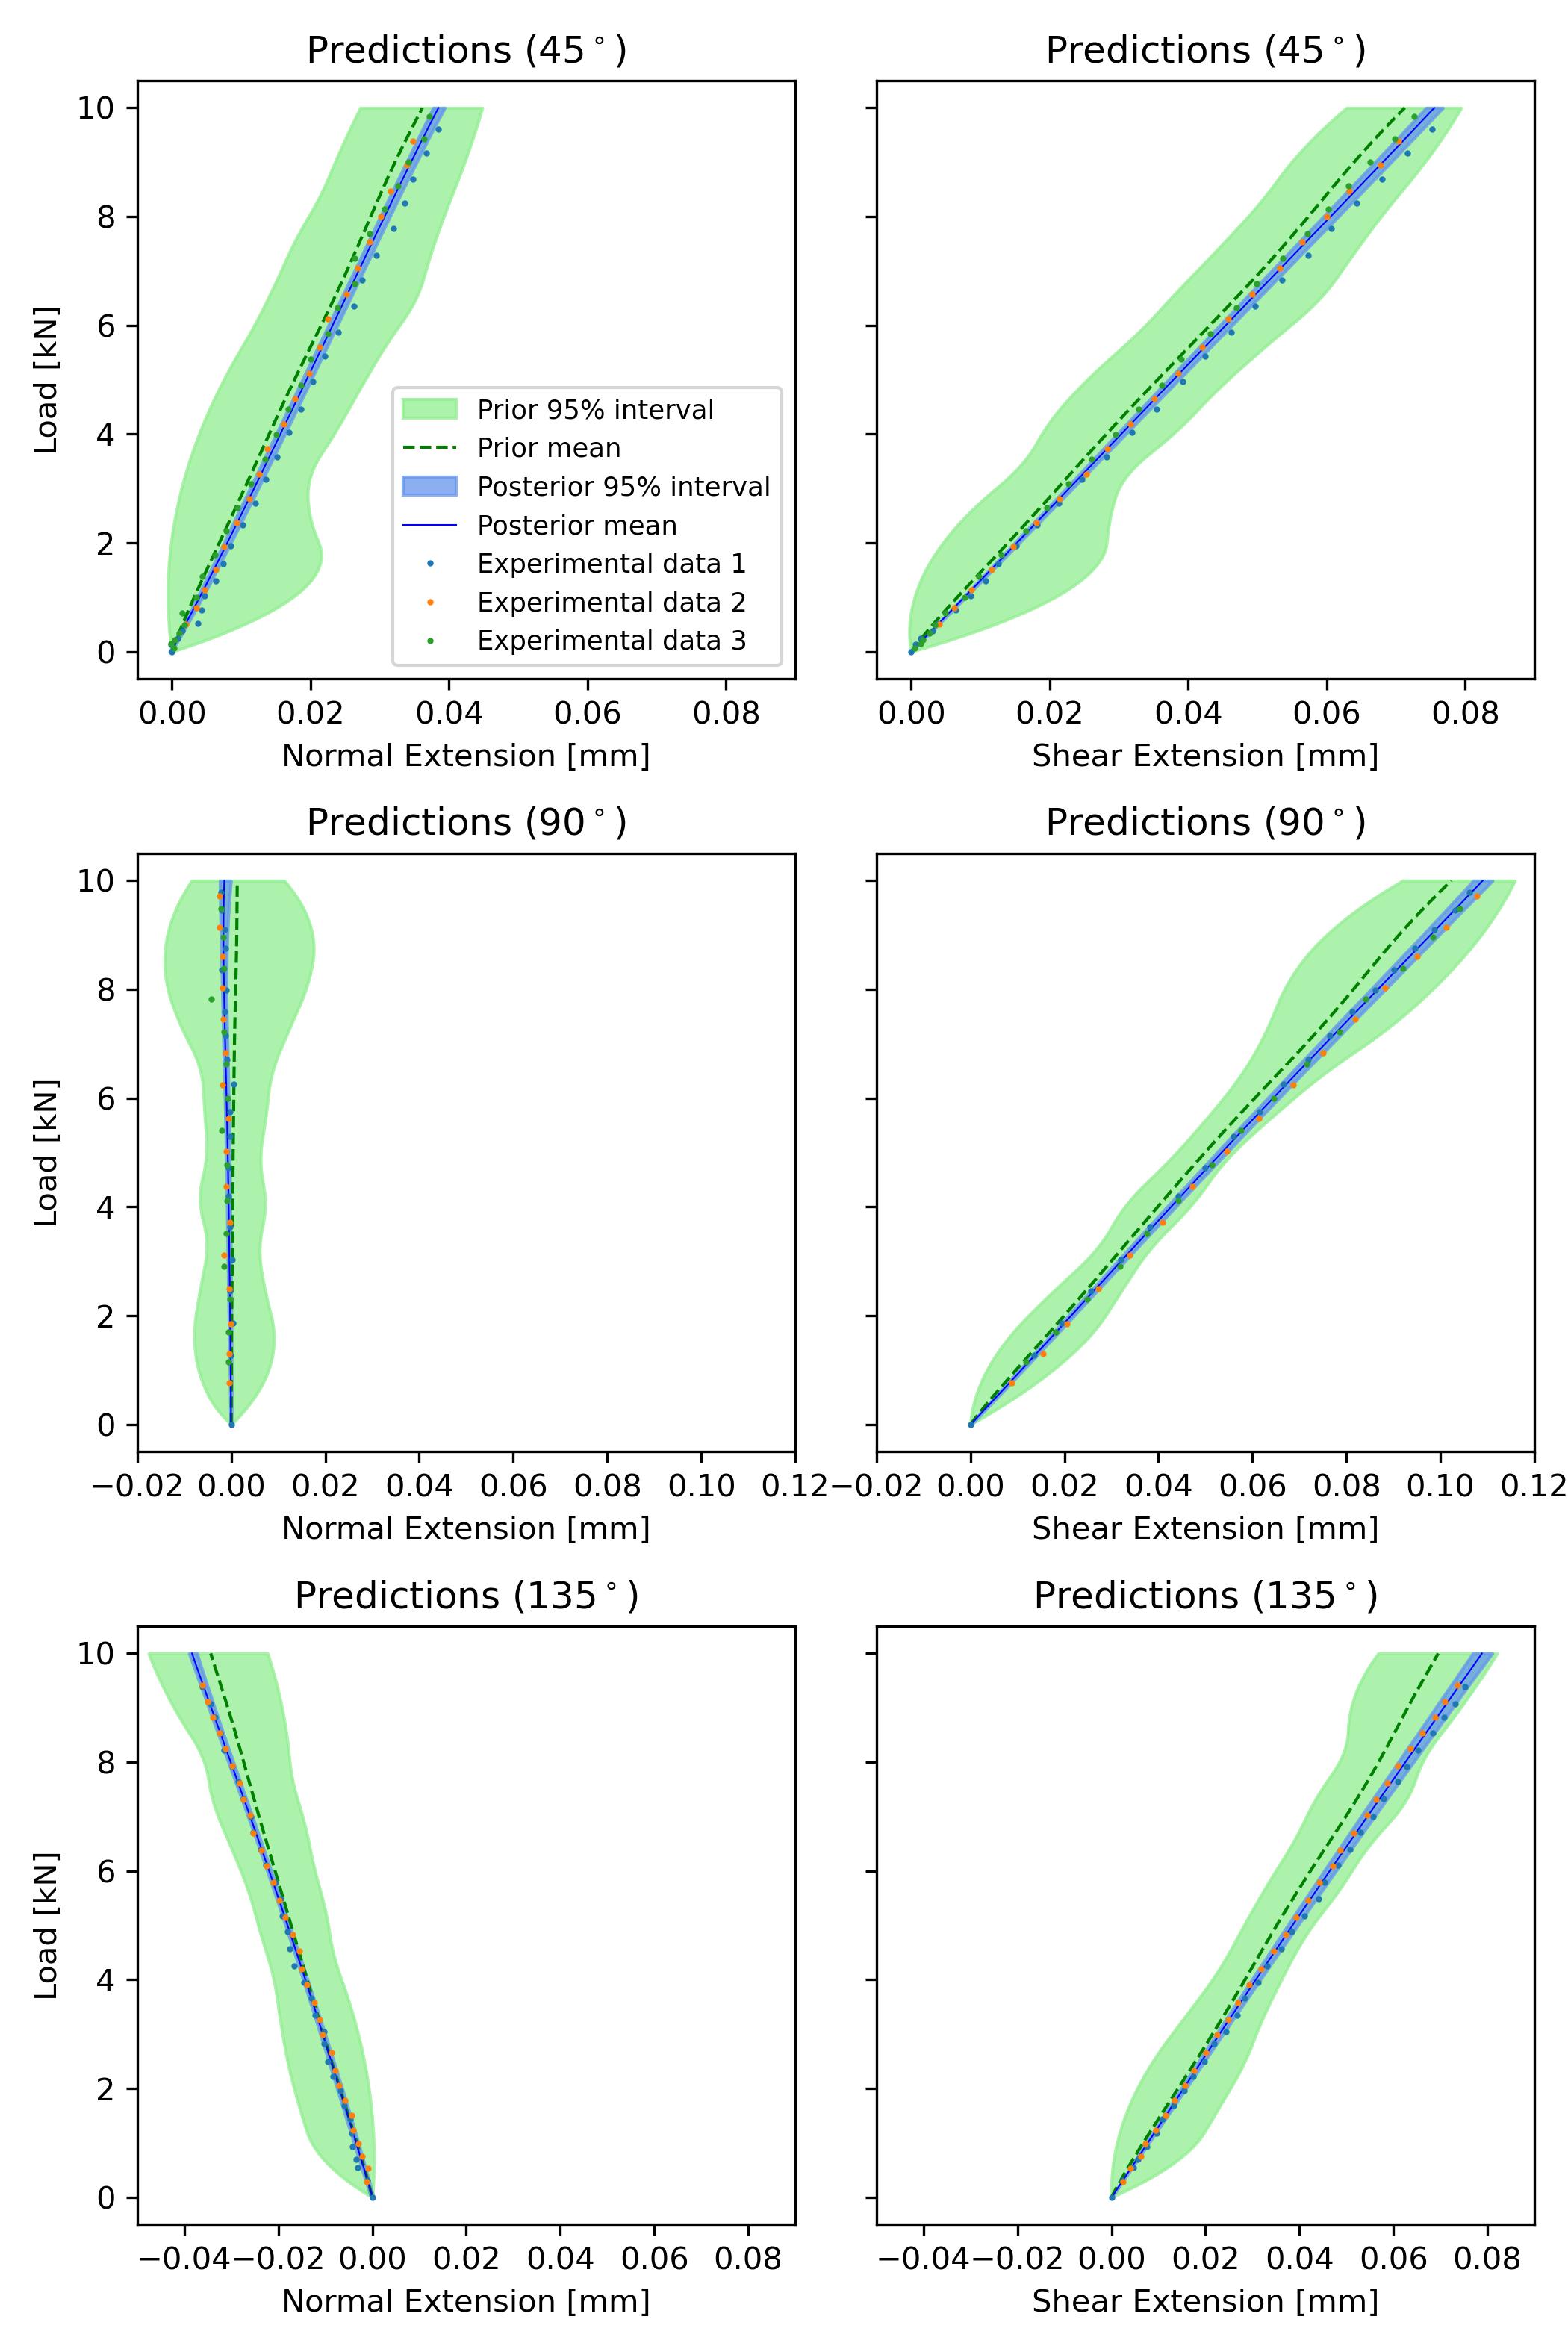 Predictions (45°)
Predictions (45°)
Load [kN]
10
8
6
4
2
0
Prior 95% interval
Prior mean
Posterior 95% interval
Posterior mean
Experimental data 1
Experimental data 2
Experimental data 3
0.00 0.02 0.04 0.06 0.08
0.00 0.02 0.04 0.06 0.08
Normal Extension [mm]
Shear Extension [mm]
Predictions (90°)
Predictions (90°)
Load [kN]
10
8
6
4
2
0
−0.02 0.00 0.02 0.04 0.06 0.08 0.10 0.12
−0.02 0.00 0.02 0.04 0.06 0.08 0.10 0.12
Normal Extension [mm]
Shear Extension [mm]
Predictions (135°)
Predictions (135°)
Load [kN]
10
8
6
4
2
0
−0.04 −0.02 0.00 0.02 0.04 0.06 0.08
−0.04 −0.02 0.00 0.02 0.04 0.06 0.08
Normal Extension [mm]
Shear Extension [mm]